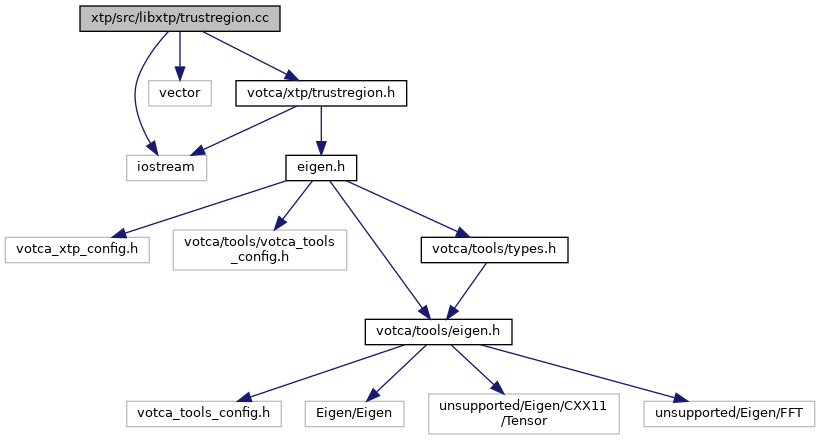 xtp/src/libxtp/trustregion.cc
vector
votca/xtp/trustregion.h
iostream
eigen.h
votca_xtp_config.h
votca/tools/votca_tools
_config.h
votca/tools/types.h
votca/tools/eigen.h
votca_tools_config.h
Eigen/Eigen
unsupported/Eigen/CXX11
/Tensor
unsupported/Eigen/FFT